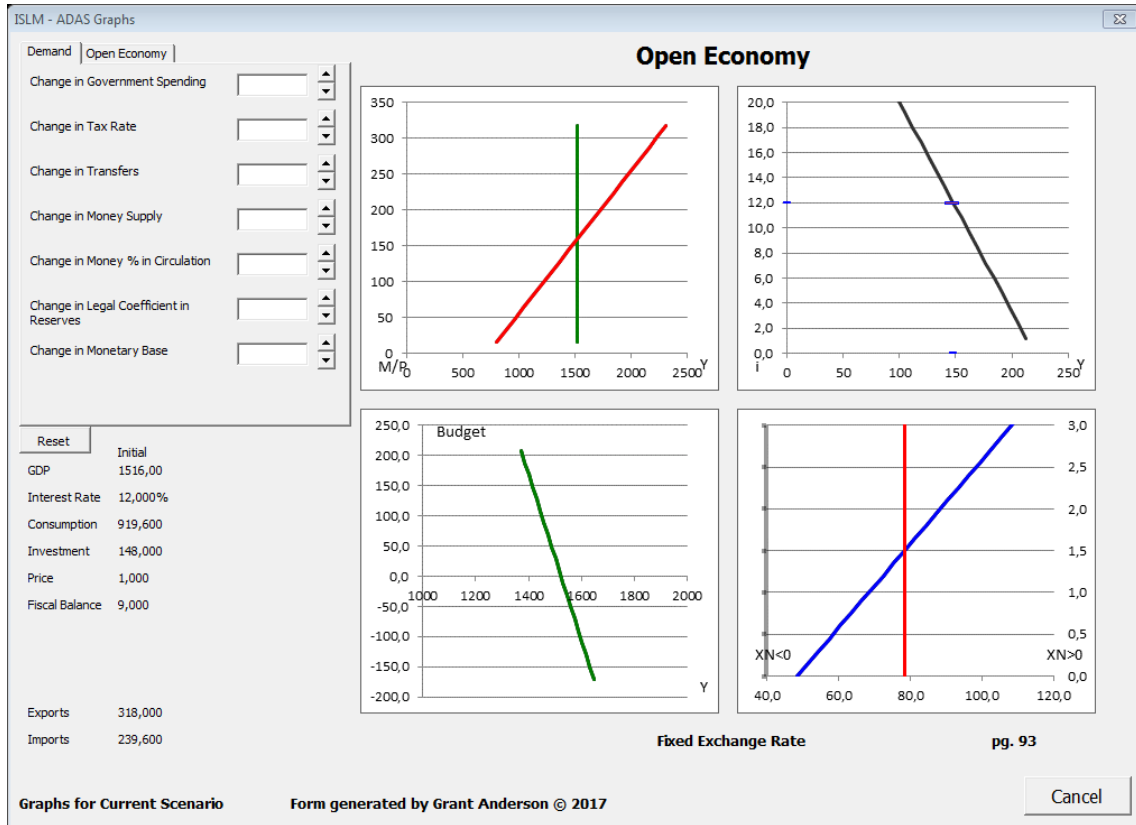 ISLM - ADAS Graphs
Demand
Open Economy
Change in Government Spending
Change in Tax Rate
Change in Transfers
Change in Money Supply
Change in Money % in Circulation
Change in Legal Coefficient in
Reserves
Change in Monetary Base
Reset
Initial
GDP 1516,00
Interest Rate 12,000%
Consumption 919,600
Investment 148,000
Price 1,000
Fiscal Balance 9,000
Exports 318,000
Imports 239,600
Open Economy
350
300
250
200
150
100
50
0
M/P
0 500 1000 1500 2000 2500 Y
20,0
18,0
16,0
14,0
12,0
10,0
8,0
6,0
4,0
2,0
0,0
i
0 50 100 150 200 250 Y
250,0
Budget
200,0
150,0
100,0
50,0
0,0
1000 1200 1400 1600 1800 2000
-50,0
-100,0
-150,0
-200,0
Y
3,0
2,5
2,0
1,5
1,0
0,5
XN<0 XN>0
0,0
40,0 60,0 80,0 100,0 120,0
Fixed Exchange Rate pg. 93
Graphs for Current Scenario Form generated by Grant Anderson © 2017
Cancel